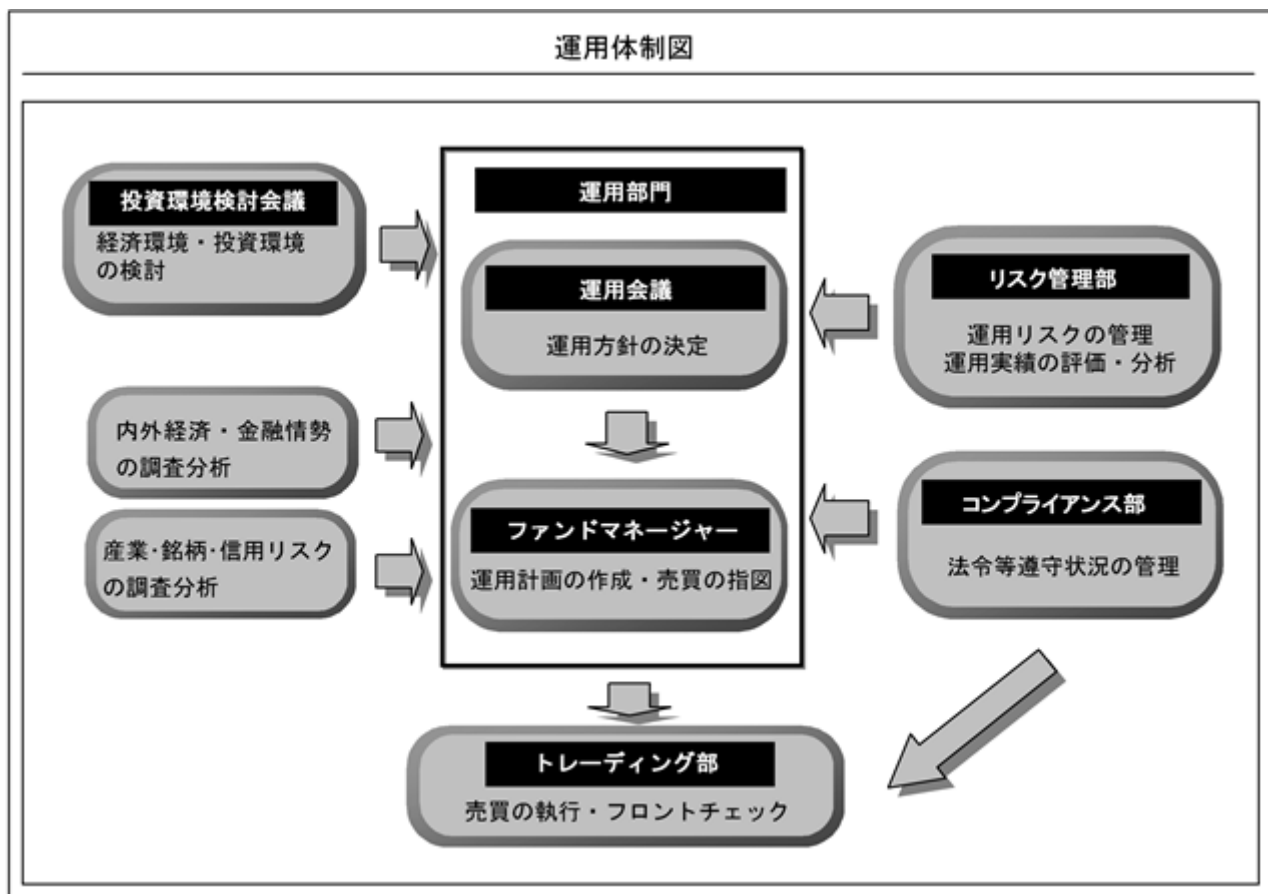 運用体制図
投資環境検討会議
経済環境・投資環境
の検討
内外経済・金融情勢
の調査分析
産業・銘柄・信用リスク
の調査分析
運用部門
運用会議
運用方針の決定
ファンドマネージャー
運用計画の作成・売買の指図
リスク管理部
運用リスクの管理
運用実績の評価・分析
コンプライアンス部
法令等遵守状況の管理
トレーディング部
売買の執行・フロントチェック